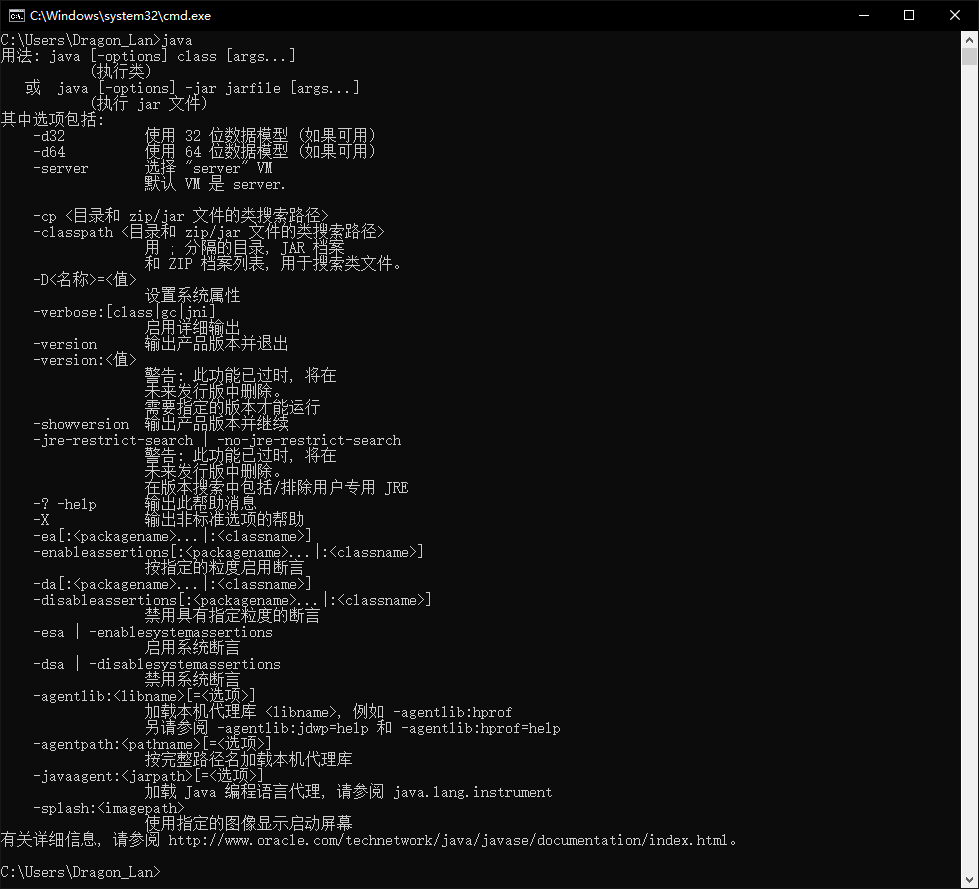 C:\Windows\system32\cmd.exe
C:\Users\Dragon_Lan>java
用法: java [-options] class [args...]
(执行类)
或  java [-options] -jar jarfile [args...]
(执行 jar 文件)
其中选项包括:
-d32 使用 32 位数据模型 (如果可用)
-d64 使用 64 位数据模型 (如果可用)
-server 选择 "server" VM
默认 VM 是 server.
-cp <目录和 zip/jar 文件的类搜索路径>
-classpath <目录和 zip/jar 文件的类搜索路径>
用 ; 分隔的目录, JAR 档案
和 ZIP 档案列表, 用于搜索类文件。
-D<名称>=<值>
设置系统属性
-verbose:[class|gc|jni]
启用详细输出
-version 输出产品版本并退出
-version:<值>
警告: 此功能已过时, 将在
未来发行版中删除。
需要指定的版本才能运行
-showversion 输出产品版本并继续
-jre-restrict-search | -no-jre-restrict-search
警告: 此功能已过时, 将在
未来发行版中删除。
在版本搜索中包括/排除用户专用 JRE
-? -help 输出此帮助消息
-X 输出非标准选项的帮助
-ea[:<packagename>...|:<classname>]
-enableassertions[:<packagename>...|:<classname>]
按指定的粒度启用断言
-da[:<packagename>...|:<classname>]
-disableassertions[:<packagename>...|:<classname>]
禁用具有指定粒度的断言
-esa | -enablesystemassertions
启用系统断言
-dsa | -disablesystemassertions
禁用系统断言
-agentlib:<libname>[=<选项>]
加载本机代理库 <libname>, 例如 -agentlib:hprof
另请参阅 -agentlib:jdwp=help 和 -agentlib:hprof=help
-agentpath:<pathname>[=<选项>]
按完整路径名加载本机代理库
-javaagent:<jarpath>[=<选项>]
加载 Java 编程语言代理, 请参阅 java.lang.instrument
-splash:<imagepath>
使用指定的图像显示启动屏幕
有关详细信息, 请参阅 http://www.oracle.com/technetwork/java/javase/documentation/index.html。
C:\Users\Dragon_Lan>